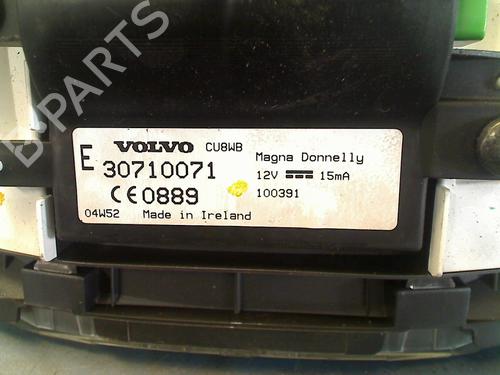 B-PARTS
VOLVO CU8WB
E 30710071
CE0889
04W52 Made in Ireland
Magna Donnelly
12V ⎓ 15mA
100391